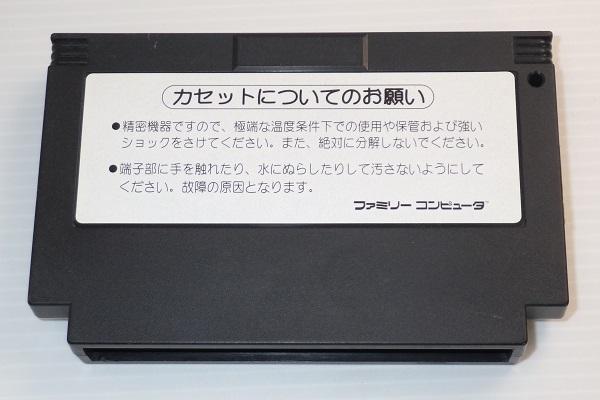 カセットについてのお願い
●精密機器ですので、極端な温度条件下での使用や保管および強い
ショックをさけてください。また、絶対に分解しないでください。
●端子部に手を触れたり、水にぬらしたりして汚さないようにして
ください。故障の原因となります。
ファミリー コンピュータ™